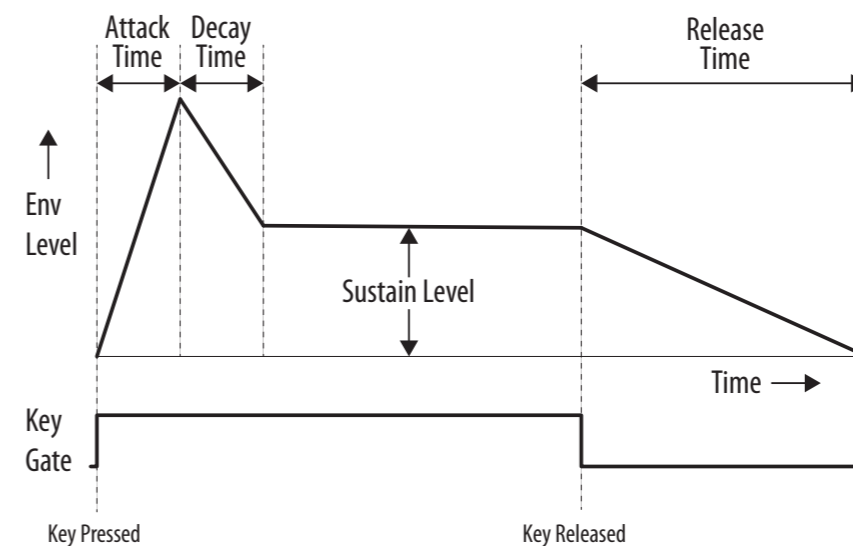 Attack
Time
Decay
Time
Release
Time
Env
Level
Sustain Level
Time
Key
Gate
Key Pressed
Key Released